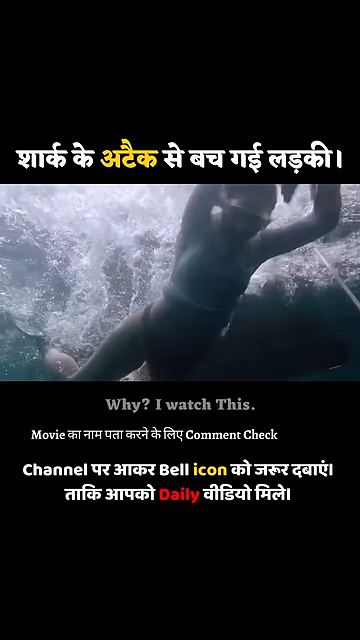 शार्क के अटैक से बच गई लड़की।
Why? I watch This.
Movie का नाम पता करने के लिए Comment Check
Channel पर आकर Bell icon को जरूर दबाएं।
ताकि आपको Daily वीडियो मिले।